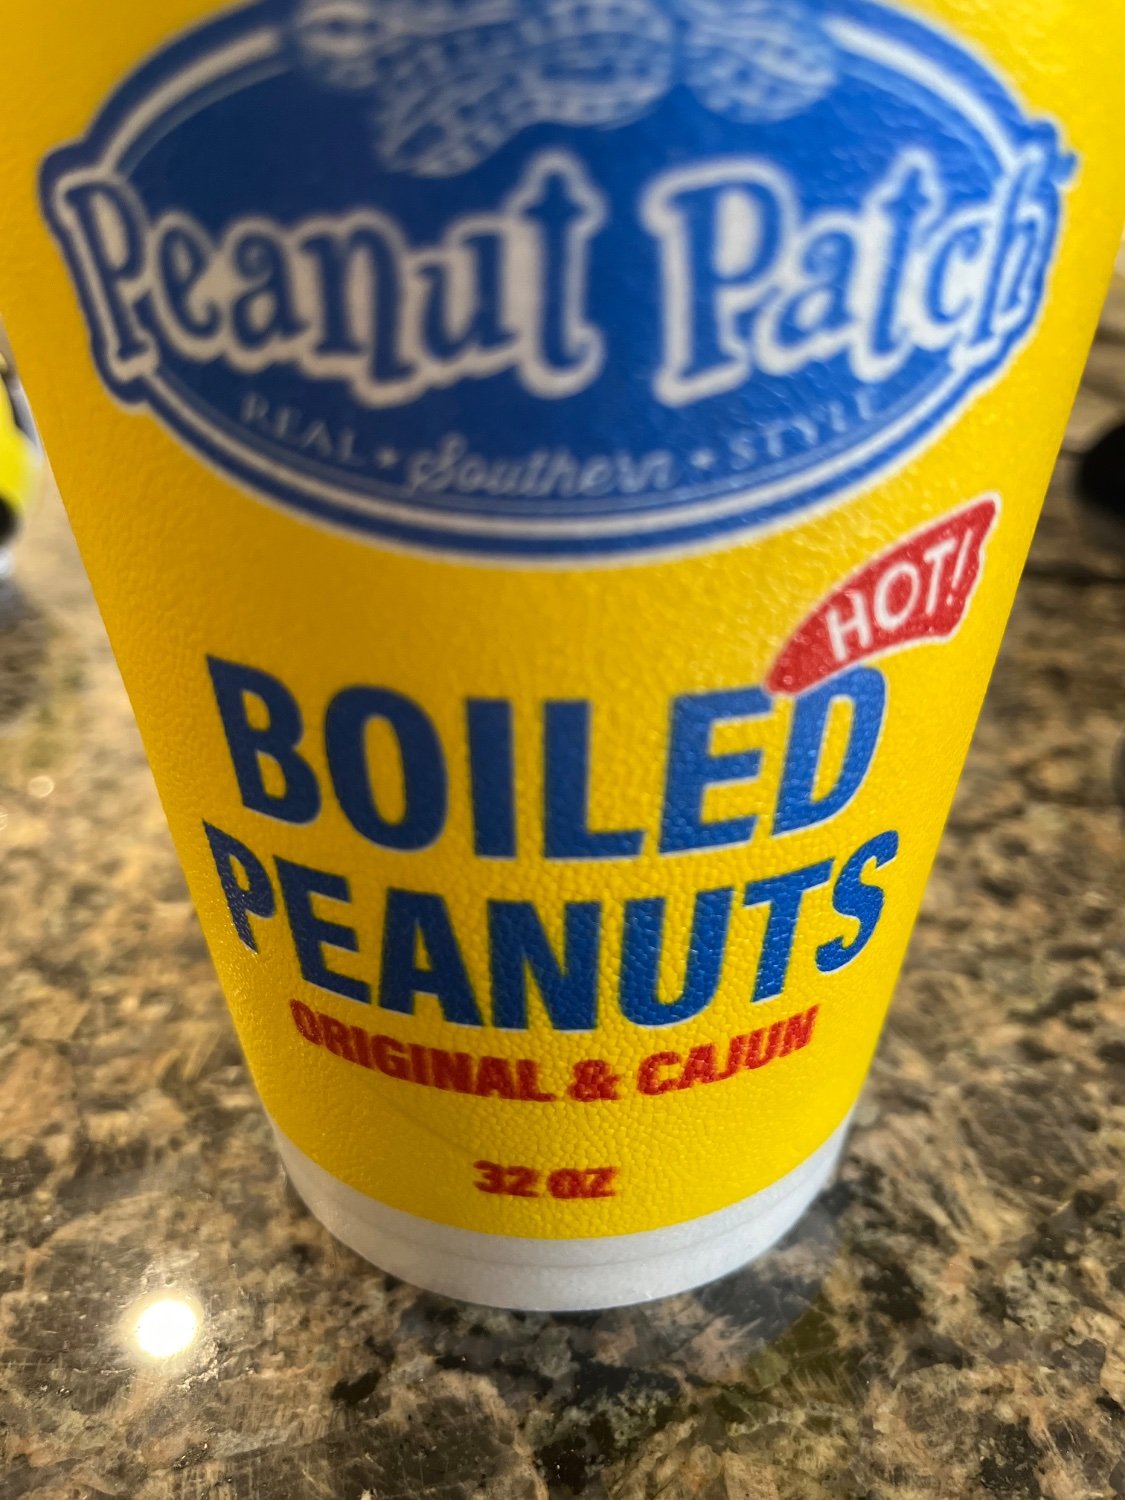 Peanut Patch
REAL • Southern • STYLE
HOT!
BOILED
PEANUTS
ORIGINAL & CAJUN
32 OZ